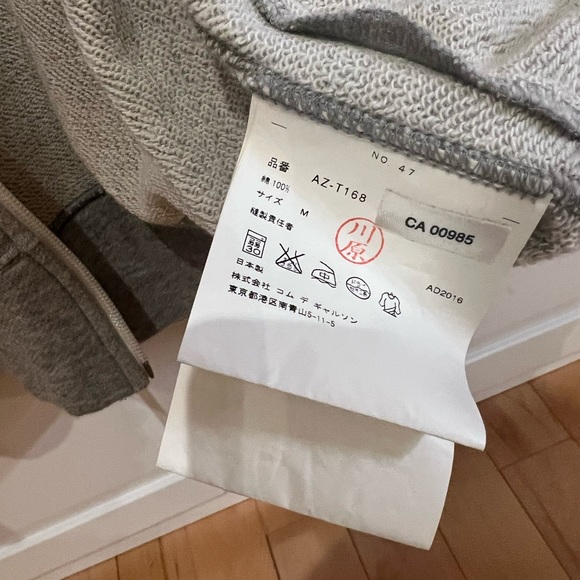 NO. 47
品番 AZ-T168
綿100%
サイズ M
CA 00985
縫製責任者
川原
30
日本製
AD2016
株式会社 コム デ ギャルソン
東京都港区南青山5-11-5